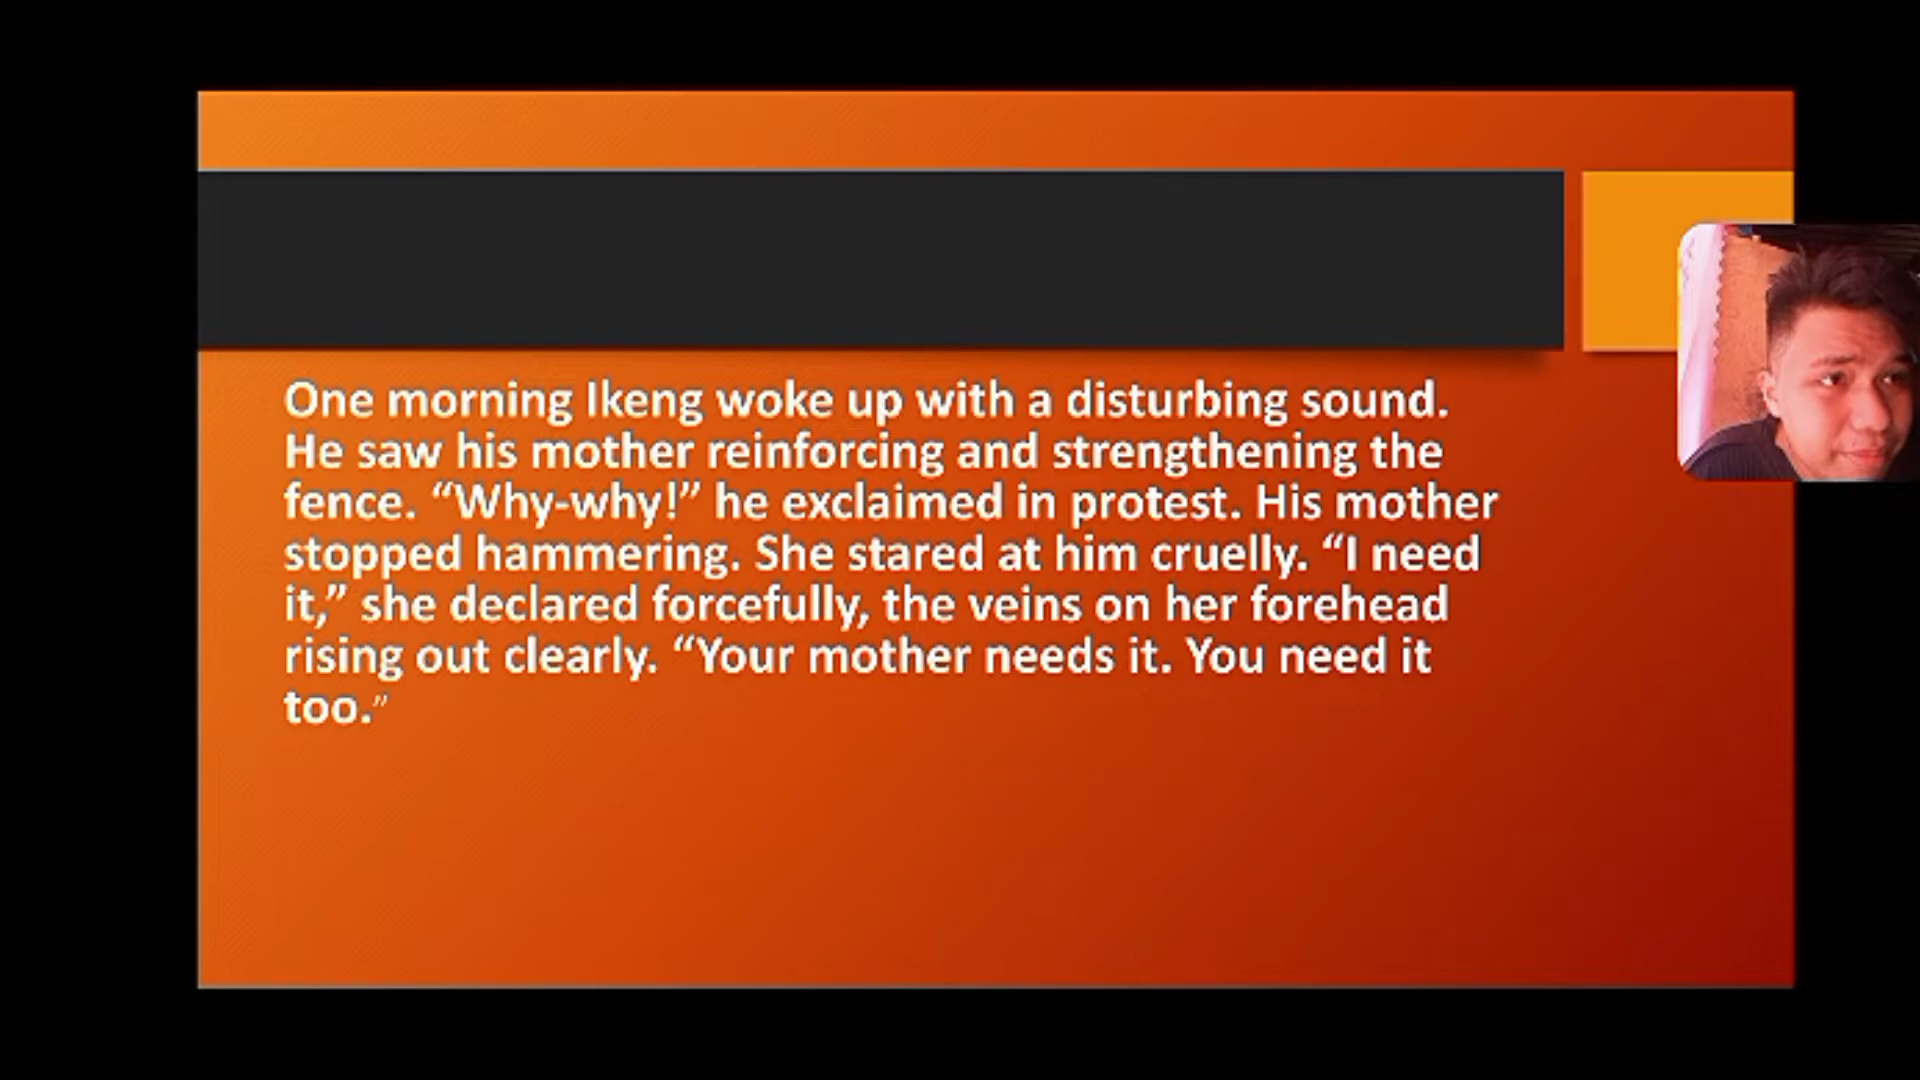 One morning Ikeng woke up with a disturbing sound.
He saw his mother reinforcing and strengthening the
fence. “Why-why!” he exclaimed in protest. His mother
stopped hammering. She stared at him cruelly. “I need
it,” she declared forcefully, the veins on her forehead
rising out clearly. “Your mother needs it. You need it
too.”